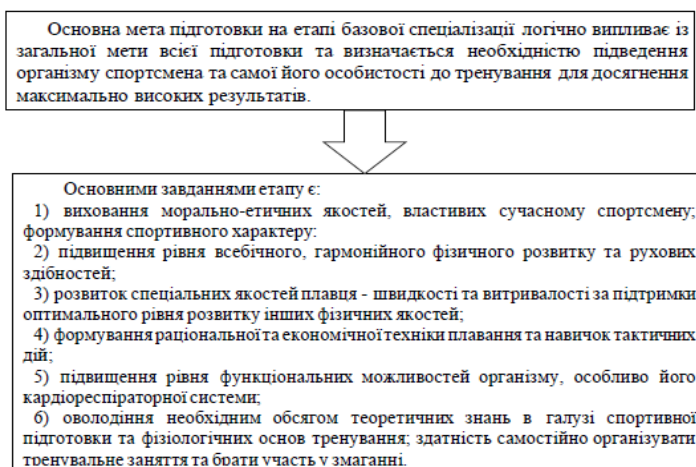 Основна мета підготовки на етапі базової спеціалізації логічно випливає із
загальної мети всієї підготовки та визначається необхідністю підведення
організму спортсмена та самої його особистості до тренування для досягнення
максимально високих результатів.
Основними завданнями етапу є:
1) виховання морально-етичних якостей, властивих сучасному спортсмену;
формування спортивного характеру:
2) підвищення рівня всебічного, гармонійного фізичного розвитку та рухових
здібностей;
3) розвиток спеціальних якостей плавця - швидкості та витривалості за підтримки
оптимального рівня розвитку інших фізичних якостей;
4) формування раціональної та економічної техніки плавання та навичок тактичних
дій;
5) підвищення рівня функціональних можливостей організму, особливо його
кардіореспіраторної системи;
6) оволодіння необхідним обсягом теоретичних знань в галузі спортивної
підготовки та фізіологічних основ тренування; здатність самостійно організувати
тренувальне заняття та брати участь у змаганні.